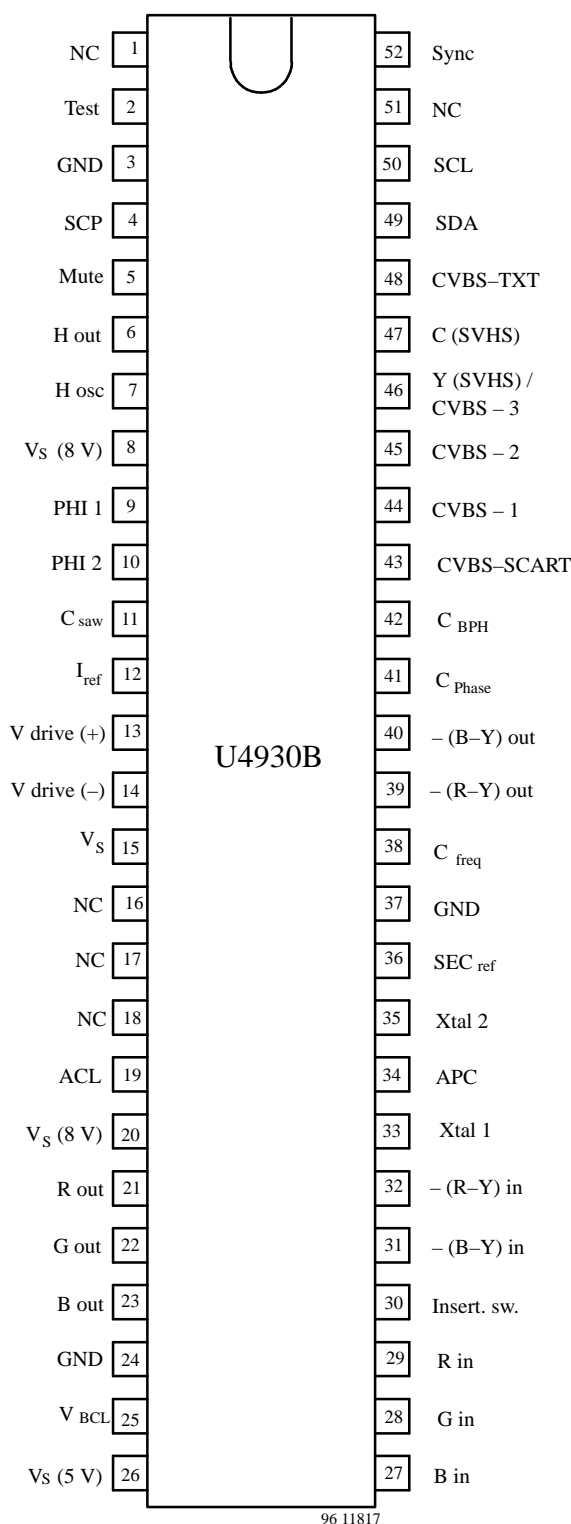 NC 1 52 Sync
Test 2 51 NC
GND 3 50 SCL
SCP 4 49 SDA
Mute 5 48 CVBS–TXT
H out 6 47 C (SVHS)
H osc 7 46 Y (SVHS) /
CVBS – 3
VS (8 V) 8 45 CVBS – 2
PHI 1 9 44 CVBS – 1
PHI 2 10 43 CVBS–SCART
C saw 11 42 C BPH
Iref 12 41 C Phase
V drive (+) 13 40 – (B–Y) out
U4930B
V drive (–) 14 39 – (R–Y) out
VS 15 38 C freq
NC 16 37 GND
NC 17 36 SEC ref
NC 18 35 Xtal 2
ACL 19 34 APC
VS (8 V) 20 33 Xtal 1
R out 21 32 – (R–Y) in
G out 22 31 – (B–Y) in
B out 23 30 Insert. sw.
GND 24 29 R in
V BCL 25 28 G in
VS (5 V) 26 27 B in
96 11817